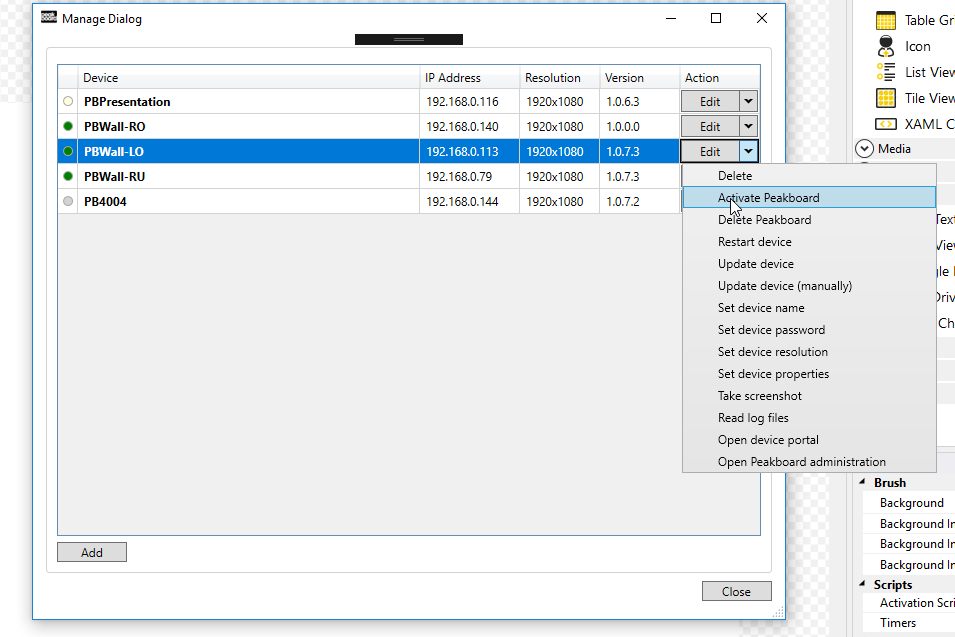 peak board Manage Dialog
Device IP Address Resolution Version Action
PBPresentation 192.168.0.116 1920x1080 1.0.6.3 Edit
PBWall-RO 192.168.0.140 1920x1080 1.0.0.0 Edit
PBWall-LO 192.168.0.113 1920x1080 1.0.7.3 Edit
PBWall-RU 192.168.0.79 1920x1080 1.0.7.3
PB4004 192.168.0.144 1920x1080 1.0.7.2
Delete
Activate Peakboard
Delete Peakboard
Restart device
Update device
Update device (manually)
Set device name
Set device password
Set device resolution
Set device properties
Take screenshot
Read log files
Open device portal
Open Peakboard administration
Add
Close
Table Gr
Icon
List View
Tile View
XAML C
Media
Text
View
gle
Driv
Ch
Brush
Background
Background In
Background In
Background In
Scripts
Activation Scri
Timers